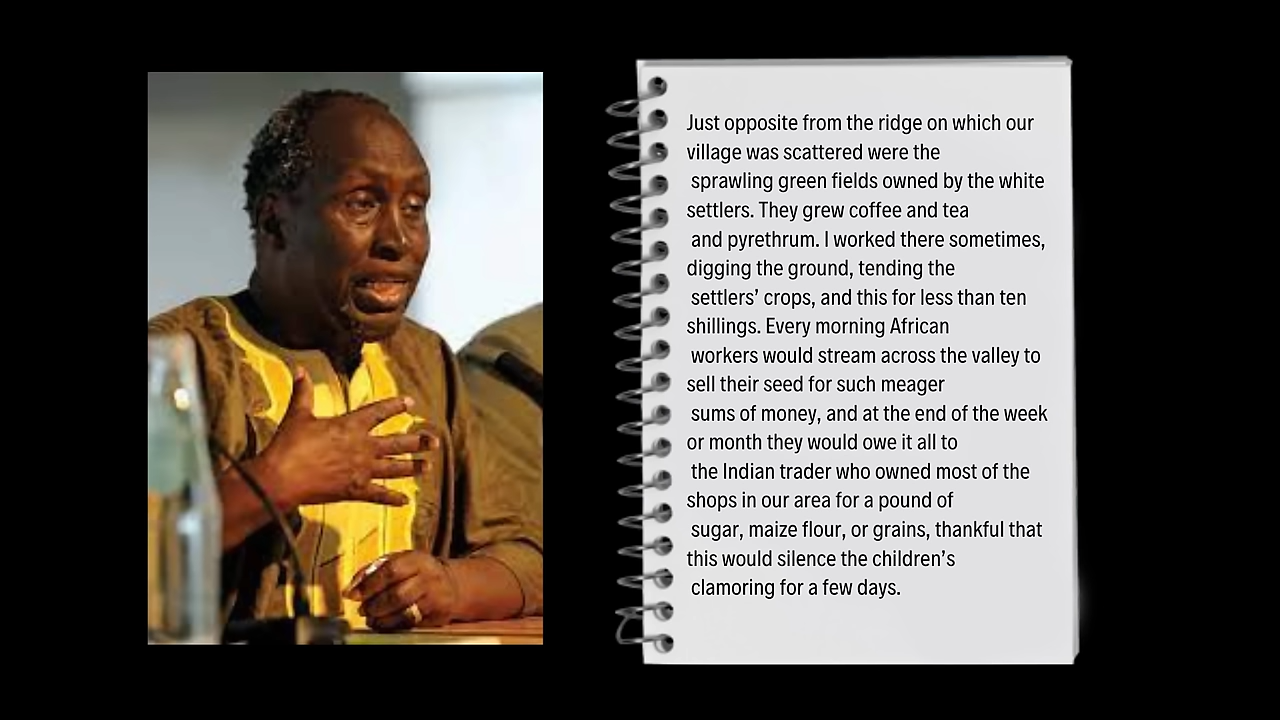 Just opposite from the ridge on which our
village was scattered were the
sprawling green fields owned by the white
settlers. They grew coffee and tea
and pyrethrum. I worked there sometimes,
digging the ground, tending the
settlers’ crops, and this for less than ten
shillings. Every morning African
workers would stream across the valley to
sell their seed for such meager
sums of money, and at the end of the week
or month they would owe it all to
the Indian trader who owned most of the
shops in our area for a pound of
sugar, maize flour, or grains, thankful that
this would silence the children’s
clamoring for a few days.